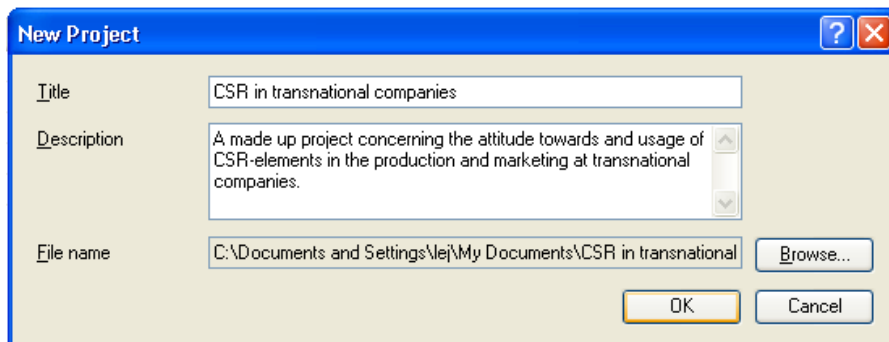 New Project
Title
CSR in transnational companies
Description
A made up project concerning the attitude towards and usage of
CSR-elements in the production and marketing at transnational
companies.
File name
C:\Documents and Settings\lej\My Documents\CSR in transnational
Browse...
OK
Cancel